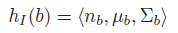 h_I(b) = ⟨n_b, μ_b, Σ_b⟩